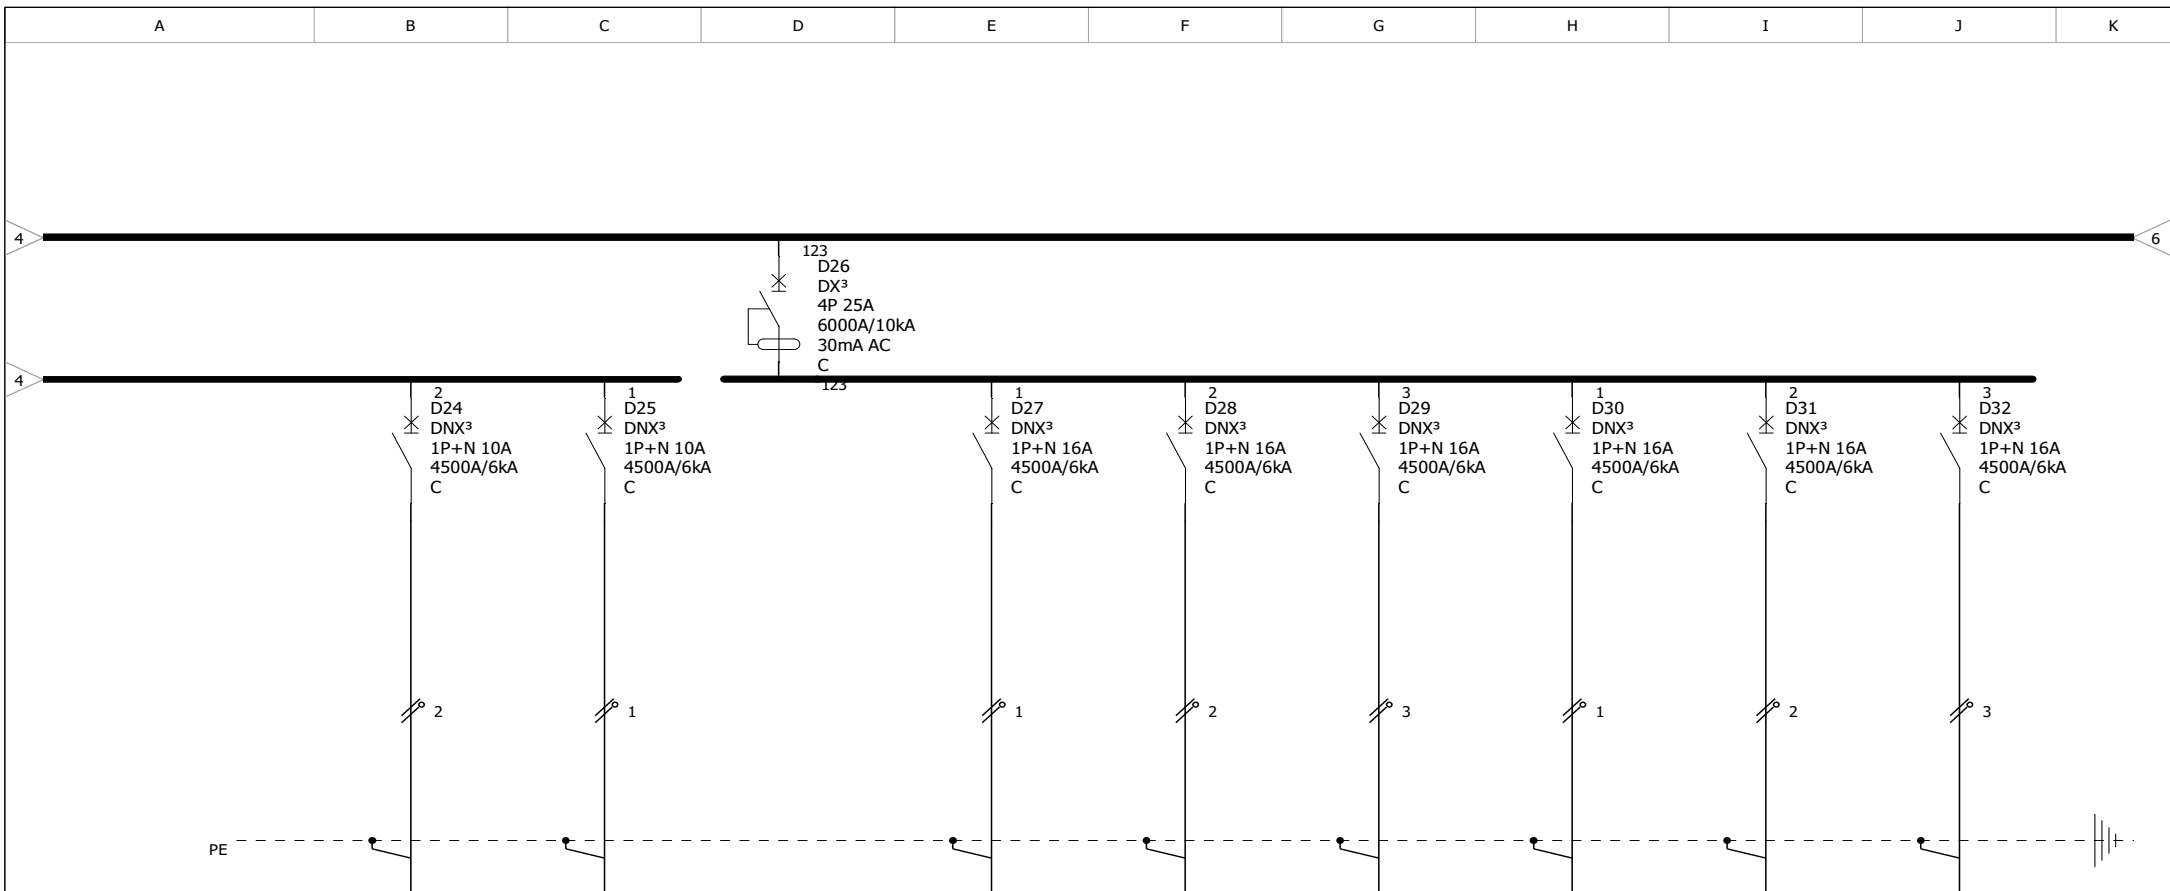 A B C D E F G H I J K
4 6
123
D26
DX³
4P 25A
6000A/10kA
30mA AC
C
4
123
2 1 1 2 3 1 2 3
D24 D25 D27 D28 D29 D30 D31 D32
DNX³ DNX³ DNX³ DNX³ DNX³ DNX³ DNX³ DNX³
1P+N 10A 1P+N 10A 1P+N 16A 1P+N 16A 1P+N 16A 1P+N 16A 1P+N 16A 1P+N 16A
4500A/6kA 4500A/6kA 4500A/6kA 4500A/6kA 4500A/6kA 4500A/6kA 4500A/6kA 4500A/6kA
C C C C C C C C
2 1 1 2 3 1 2 3
PE